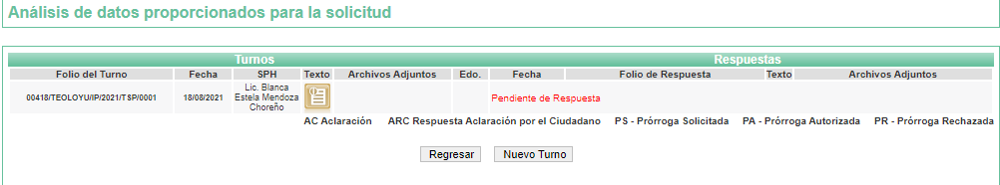 Análisis de datos proporcionados para la solicitud
Turnos Respuestas
Folio del Turno Fecha SPH Texto Archivos Adjuntos Edo. Fecha Folio de Respuesta Texto Archivos Adjuntos
00418/TEOLOYU/IP/2021/TSP/0001 18/08/2021 Lic. Blanca
Estela Mendoza
Choreño
Pendiente de Respuesta
AC Aclaración ARC Respuesta Aclaración por el Ciudadano PS - Prórroga Solicitada PA - Prórroga Autorizada PR - Prórroga Rechazada
Regresar Nuevo Turno